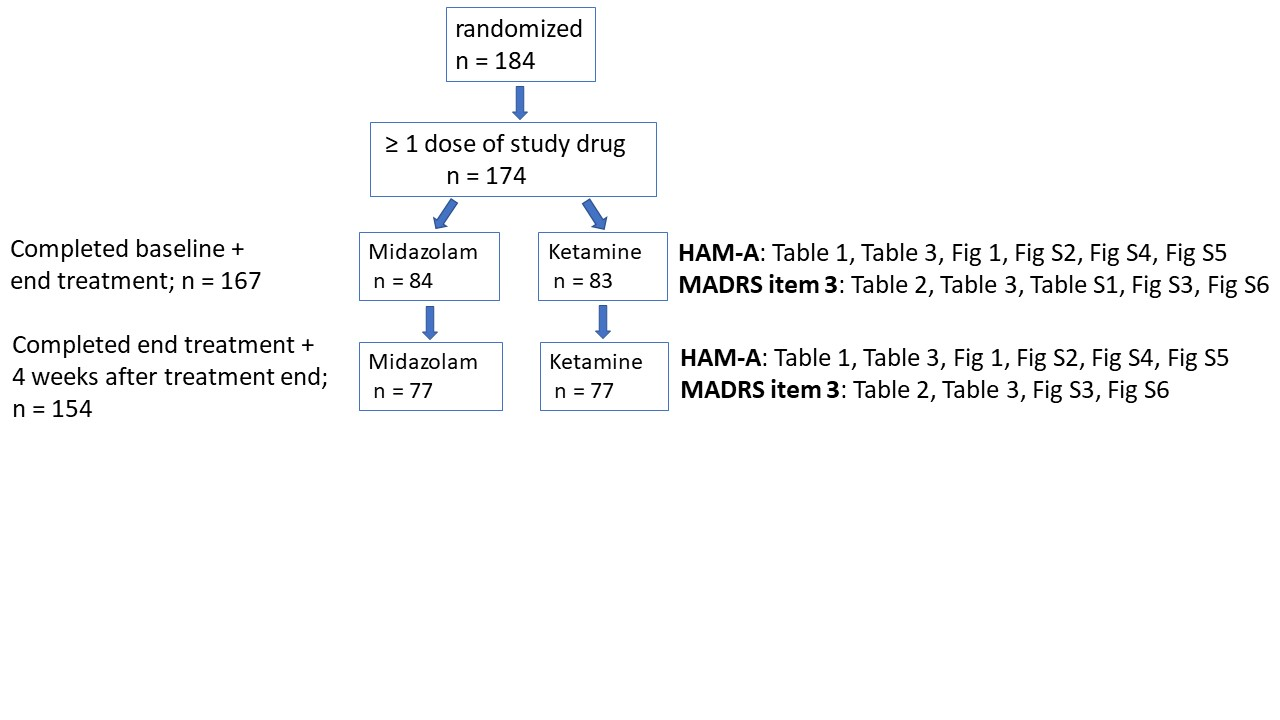 randomized
n = 184
≥ 1 dose of study drug
n = 174
Completed baseline +
end treatment; n = 167
Midazolam
n = 84
Ketamine
n = 83
HAM-A: Table 1, Table 3, Fig 1, Fig S2, Fig S4, Fig S5
MADRS item 3: Table 2, Table 3, Table S1, Fig S3, Fig S6
Completed end treatment +
4 weeks after treatment end;
n = 154
Midazolam
n = 77
Ketamine
n = 77
HAM-A: Table 1, Table 3, Fig 1, Fig S2, Fig S4, Fig S5
MADRS item 3: Table 2, Table 3, Fig S3, Fig S6